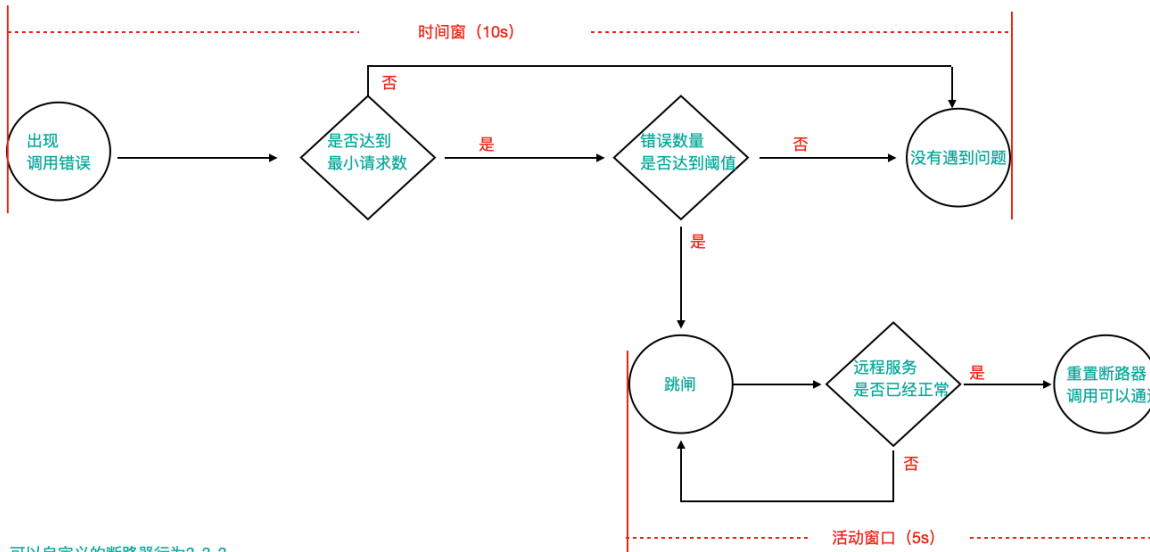 时间窗（10s）
否
出现
调用错误
是否达到
最小请求数
是
错误数量
是否达到阈值
否
没有遇到问题
是
跳闸
远程服务
是否已经正常
是
重置断路器
调用可以通
否
活动窗口（5s）